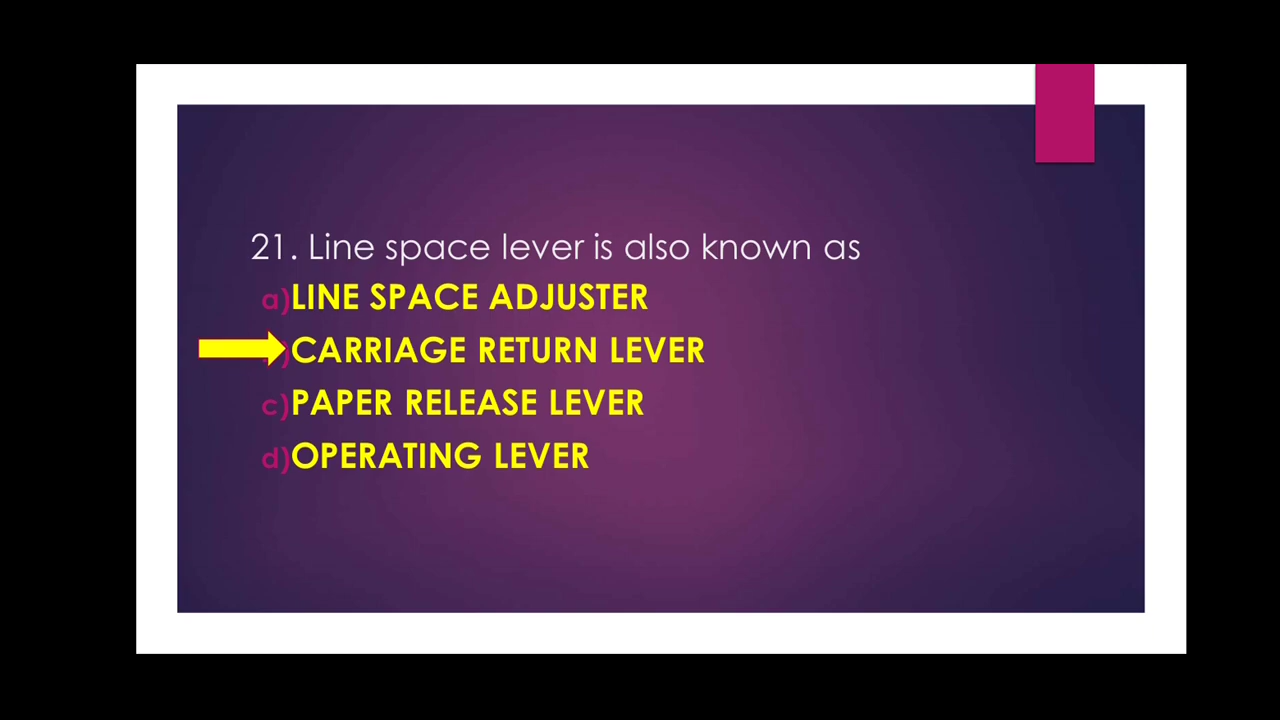 21. Line space lever is also known as
a)LINE SPACE ADJUSTER
)CARRIAGE RETURN LEVER
c)PAPER RELEASE LEVER
d)OPERATING LEVER